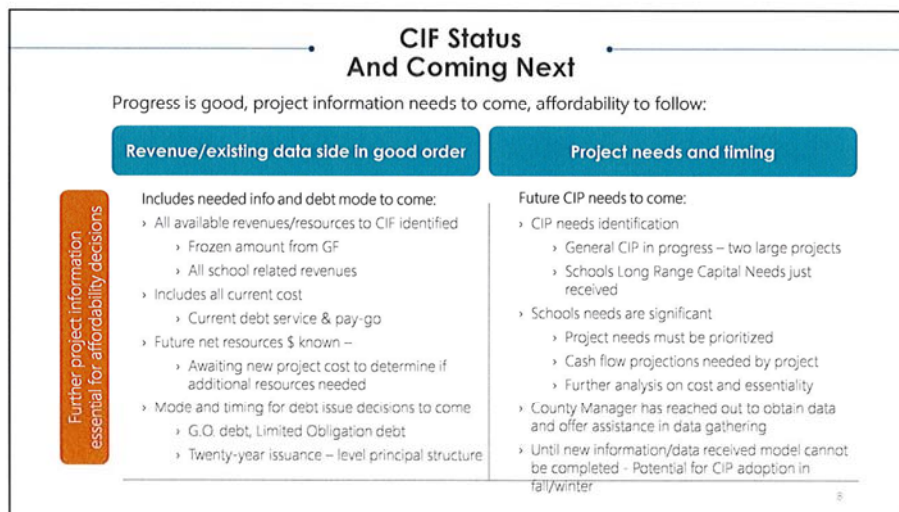 CIF Status
And Coming Next
Progress is good, project information needs to come, affordability to follow:
Revenue/existing data side in good order
Project needs and timing
Further project information
essential for affordability decisions
Includes needed info and debt mode to come:
› All available revenues/resources to CIF identified
› Frozen amount from GF
› All school related revenues
› Includes all current cost
› Current debt service & pay-go
› Future net resources $ known –
› Awaiting new project cost to determine if
additional resources needed
› Mode and timing for debt issue decisions to come
› G.O. debt, Limited Obligation debt
› Twenty-year issuance – level principal structure
Future CIP needs to come:
› CIP needs identification
› General CIP in progress – two large projects
› Schools Long Range Capital Needs just
received
› Schools needs are significant
› Project needs must be prioritized
› Cash flow projections needed by project
› Further analysis on cost and essentiality
› County Manager has reached out to obtain data
and offer assistance in data gathering
› Until new information/data received model cannot
be completed - Potential for CIP adoption in
fall/winter
8